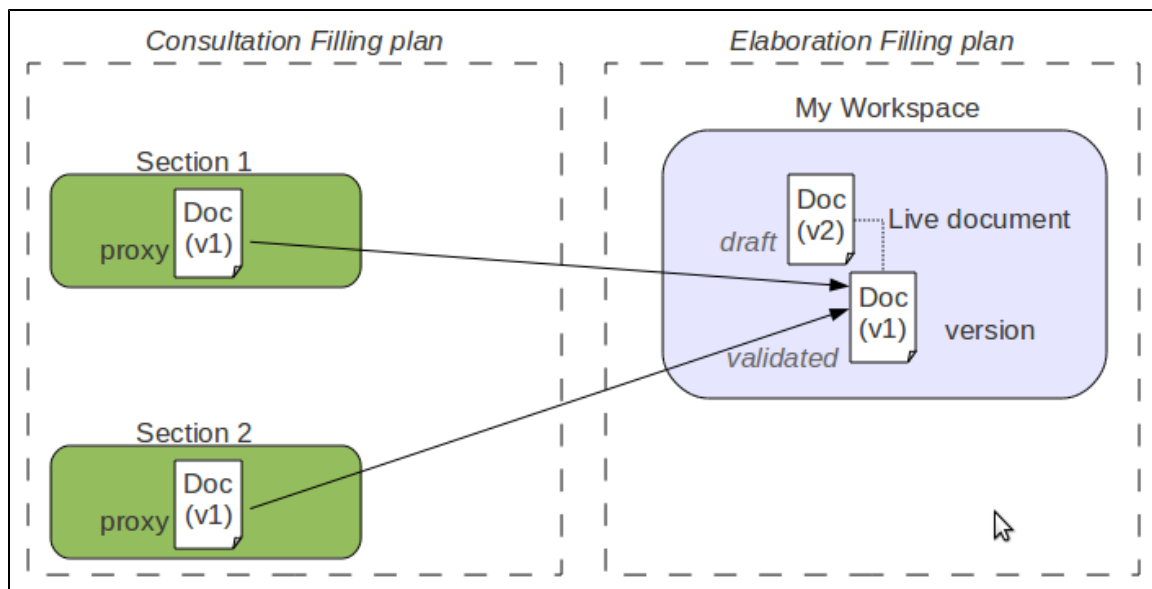 Consultation Filling plan
Elaboration Filling plan
My Workspace
Section 1
Doc
(v1)
proxy
Doc
(v2)
draft
Live document
Doc
(v1)
version
validated
Section 2
Doc
(v1)
proxy